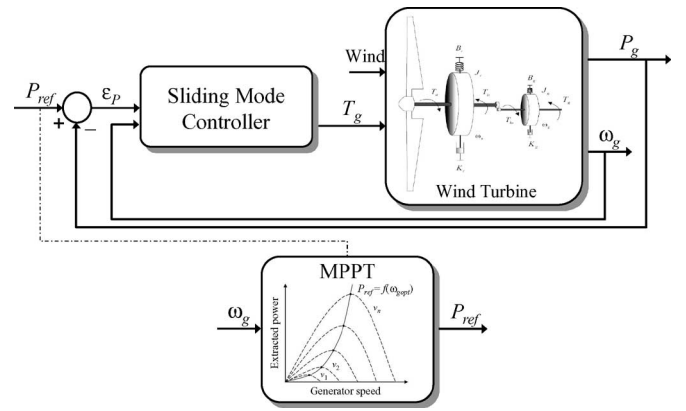 P_ref
+
−
ε_P
Sliding Mode
Controller
T_g
Wind
Wind Turbine
P_g
ω_g
MPPT
ω_g
P_ref
P_ref=f(ω_gopt)
v_n
v_2
v_1
Extracted power
Generator speed